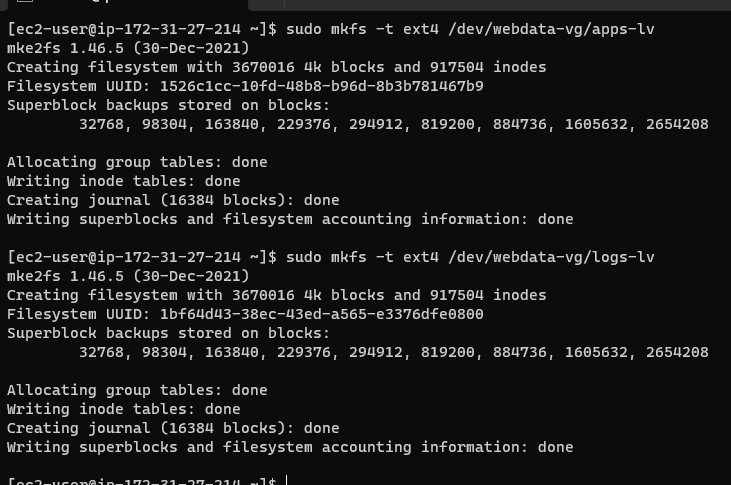 [ec2-user@ip-172-31-27-214 ~]$ sudo mkfs -t ext4 /dev/webdata-vg/apps-lv
mke2fs 1.46.5 (30-Dec-2021)
Creating filesystem with 3670016 4k blocks and 917504 inodes
Filesystem UUID: 1526c1cc-10fd-48b8-b96d-8b3b781467b9
Superblock backups stored on blocks:
        32768, 98304, 163840, 229376, 294912, 819200, 884736, 1605632, 2654208

Allocating group tables: done
Writing inode tables: done
Creating journal (16384 blocks): done
Writing superblocks and filesystem accounting information: done

[ec2-user@ip-172-31-27-214 ~]$ sudo mkfs -t ext4 /dev/webdata-vg/logs-lv
mke2fs 1.46.5 (30-Dec-2021)
Creating filesystem with 3670016 4k blocks and 917504 inodes
Filesystem UUID: 1bf64d43-38ec-43ed-a565-e3376dfe0800
Superblock backups stored on blocks:
        32768, 98304, 163840, 229376, 294912, 819200, 884736, 1605632, 2654208

Allocating group tables: done
Writing inode tables: done
Creating journal (16384 blocks): done
Writing superblocks and filesystem accounting information: done

[ec2-user@ip-172-31-27-214 ~]$